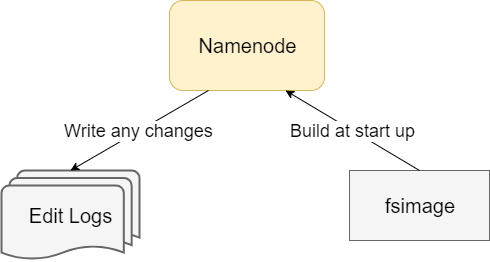 Namenode
Write any changes
Build at start up
Edit Logs
fsimage